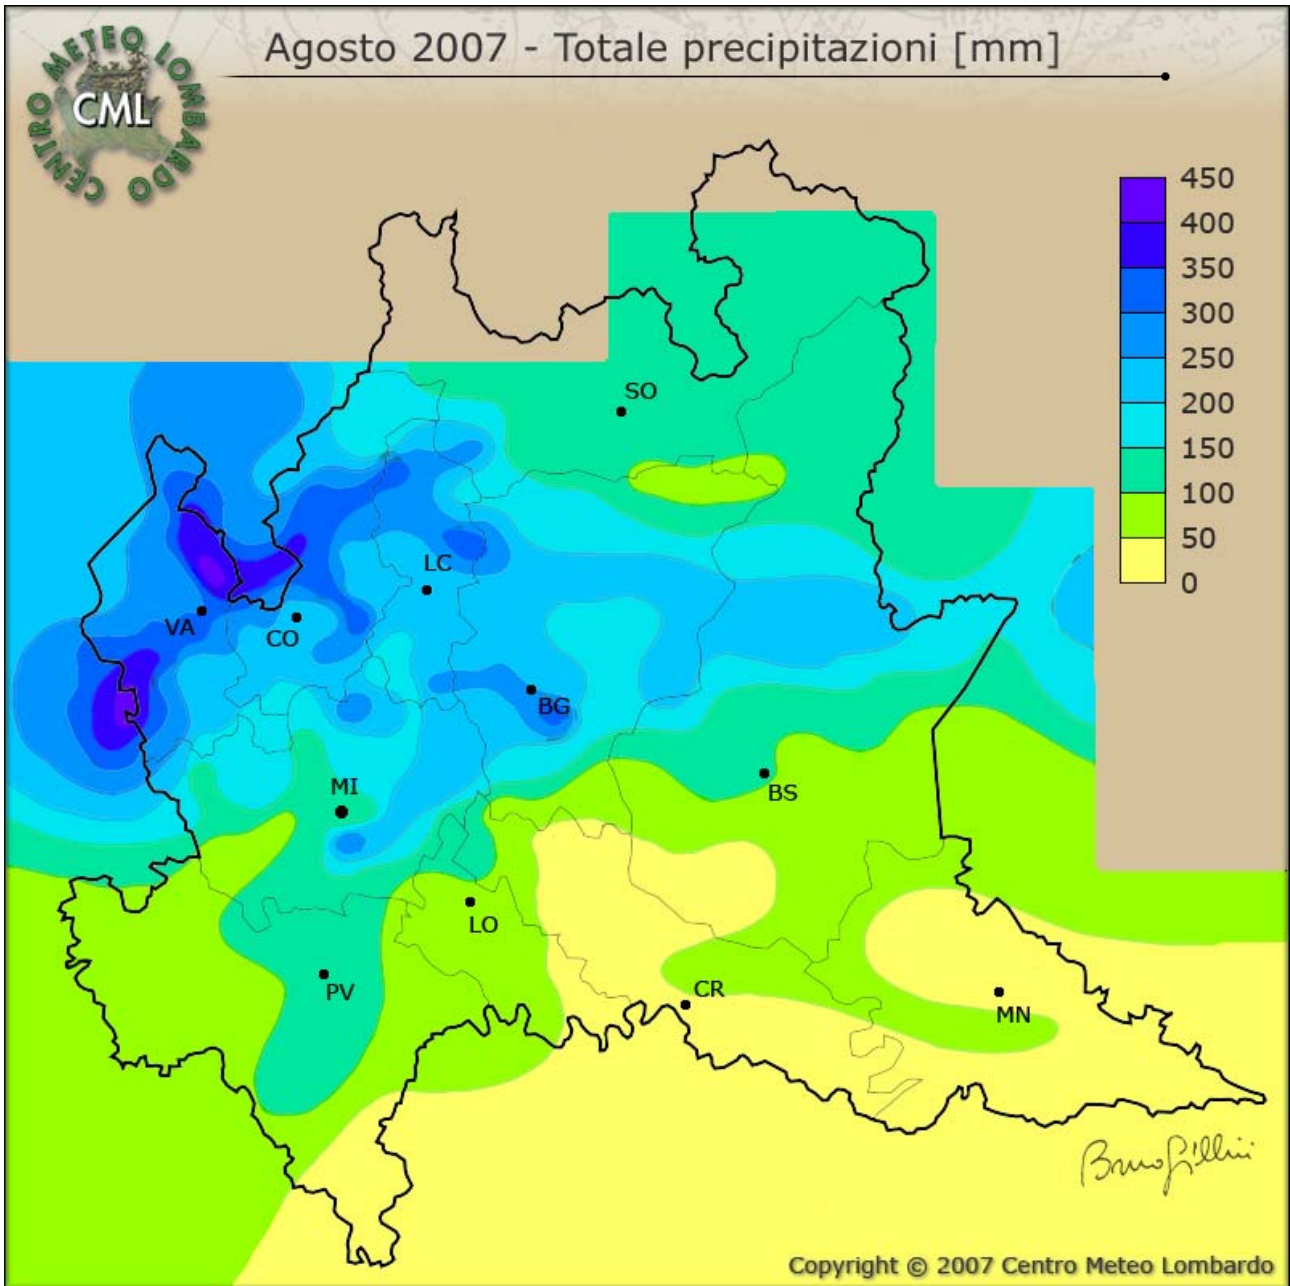 CENTRO METEO LOMBARDO
CML
Agosto 2007 - Totale precipitazioni [mm]
450
400
350
300
250
200
150
100
50
0
SO
LC
VA
CO
BG
MI
BS
LO
PV
CR
MN
Copyright © 2007 Centro Meteo Lombardo